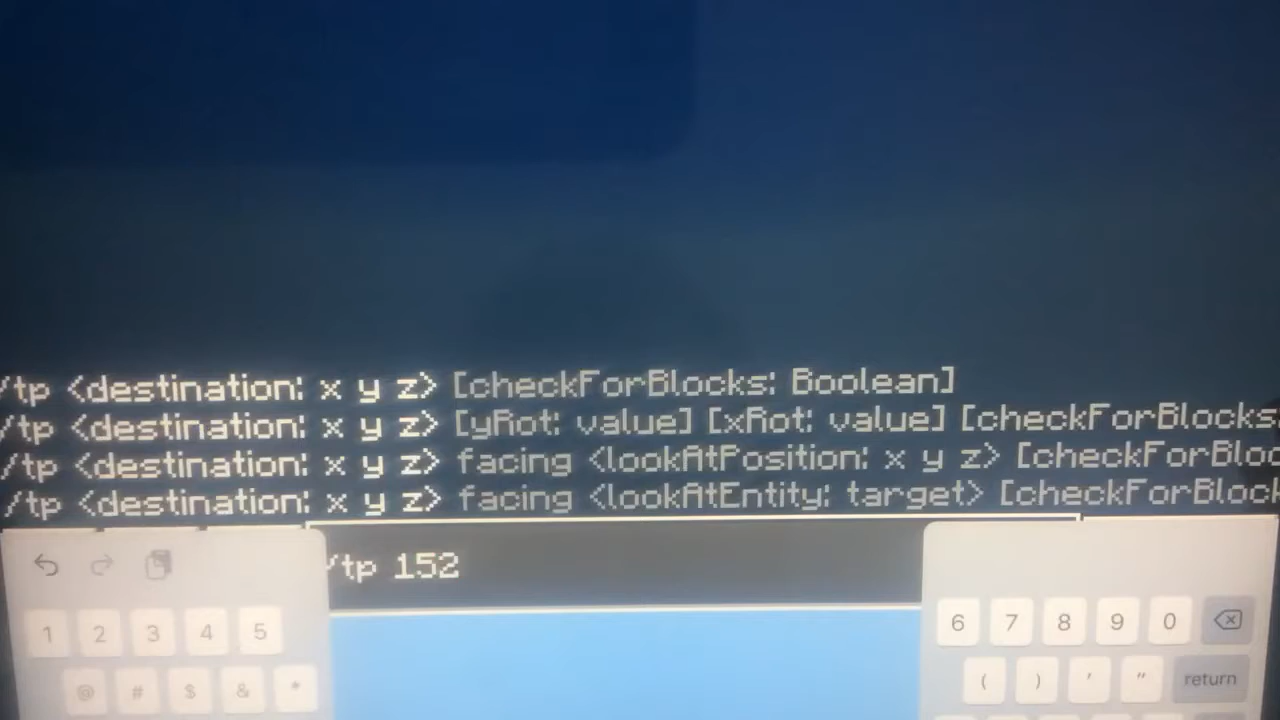 /tp <destination: x y z> [checkForBlocks: Boolean]
/tp <destination: x y z> [yRot: value] [xRot: value] [checkForBlocks:
/tp <destination: x y z> facing <lookAtPosition: x y z> [checkForBloc
/tp <destination: x y z> facing <lookAtEntity: target> [checkForBlock
/tp 152
1 2 3 4 5 6 7 8 9 0
@ # $ & * ( ) ' " return